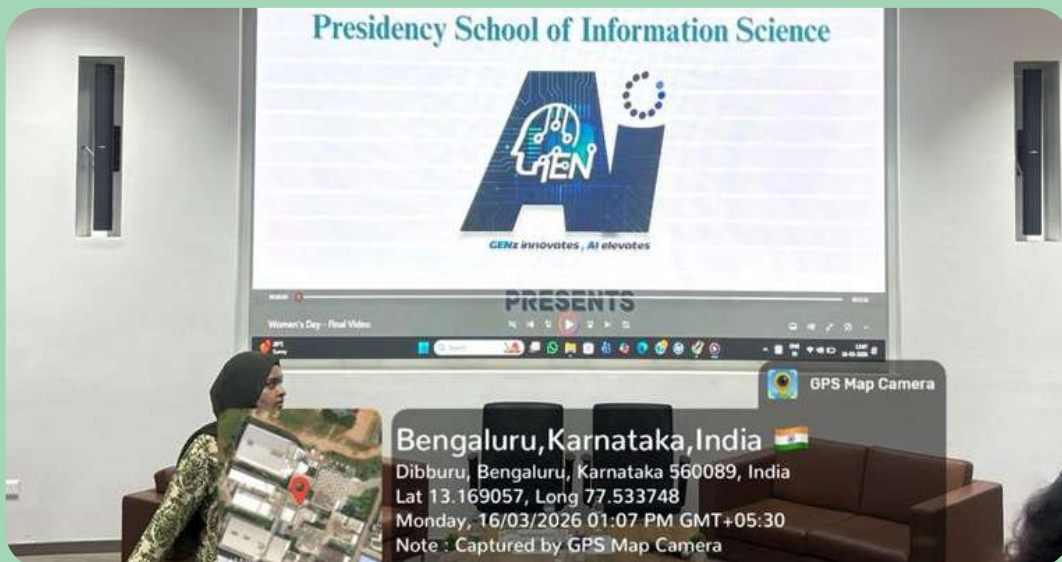 Presidency School of Information Science
Ai
GEN
GENz innovates , AI elevates
PRESENTS
Women's Day - Final Video
Search
GPS Map Camera
Bengaluru,Karnataka,India
Dibburu, Bengaluru, Karnataka 560089, India
Lat 13.169057, Long 77.533748
Monday, 16/03/2026 01:07 PM GMT+05:30
Note : Captured by GPS Map Camera